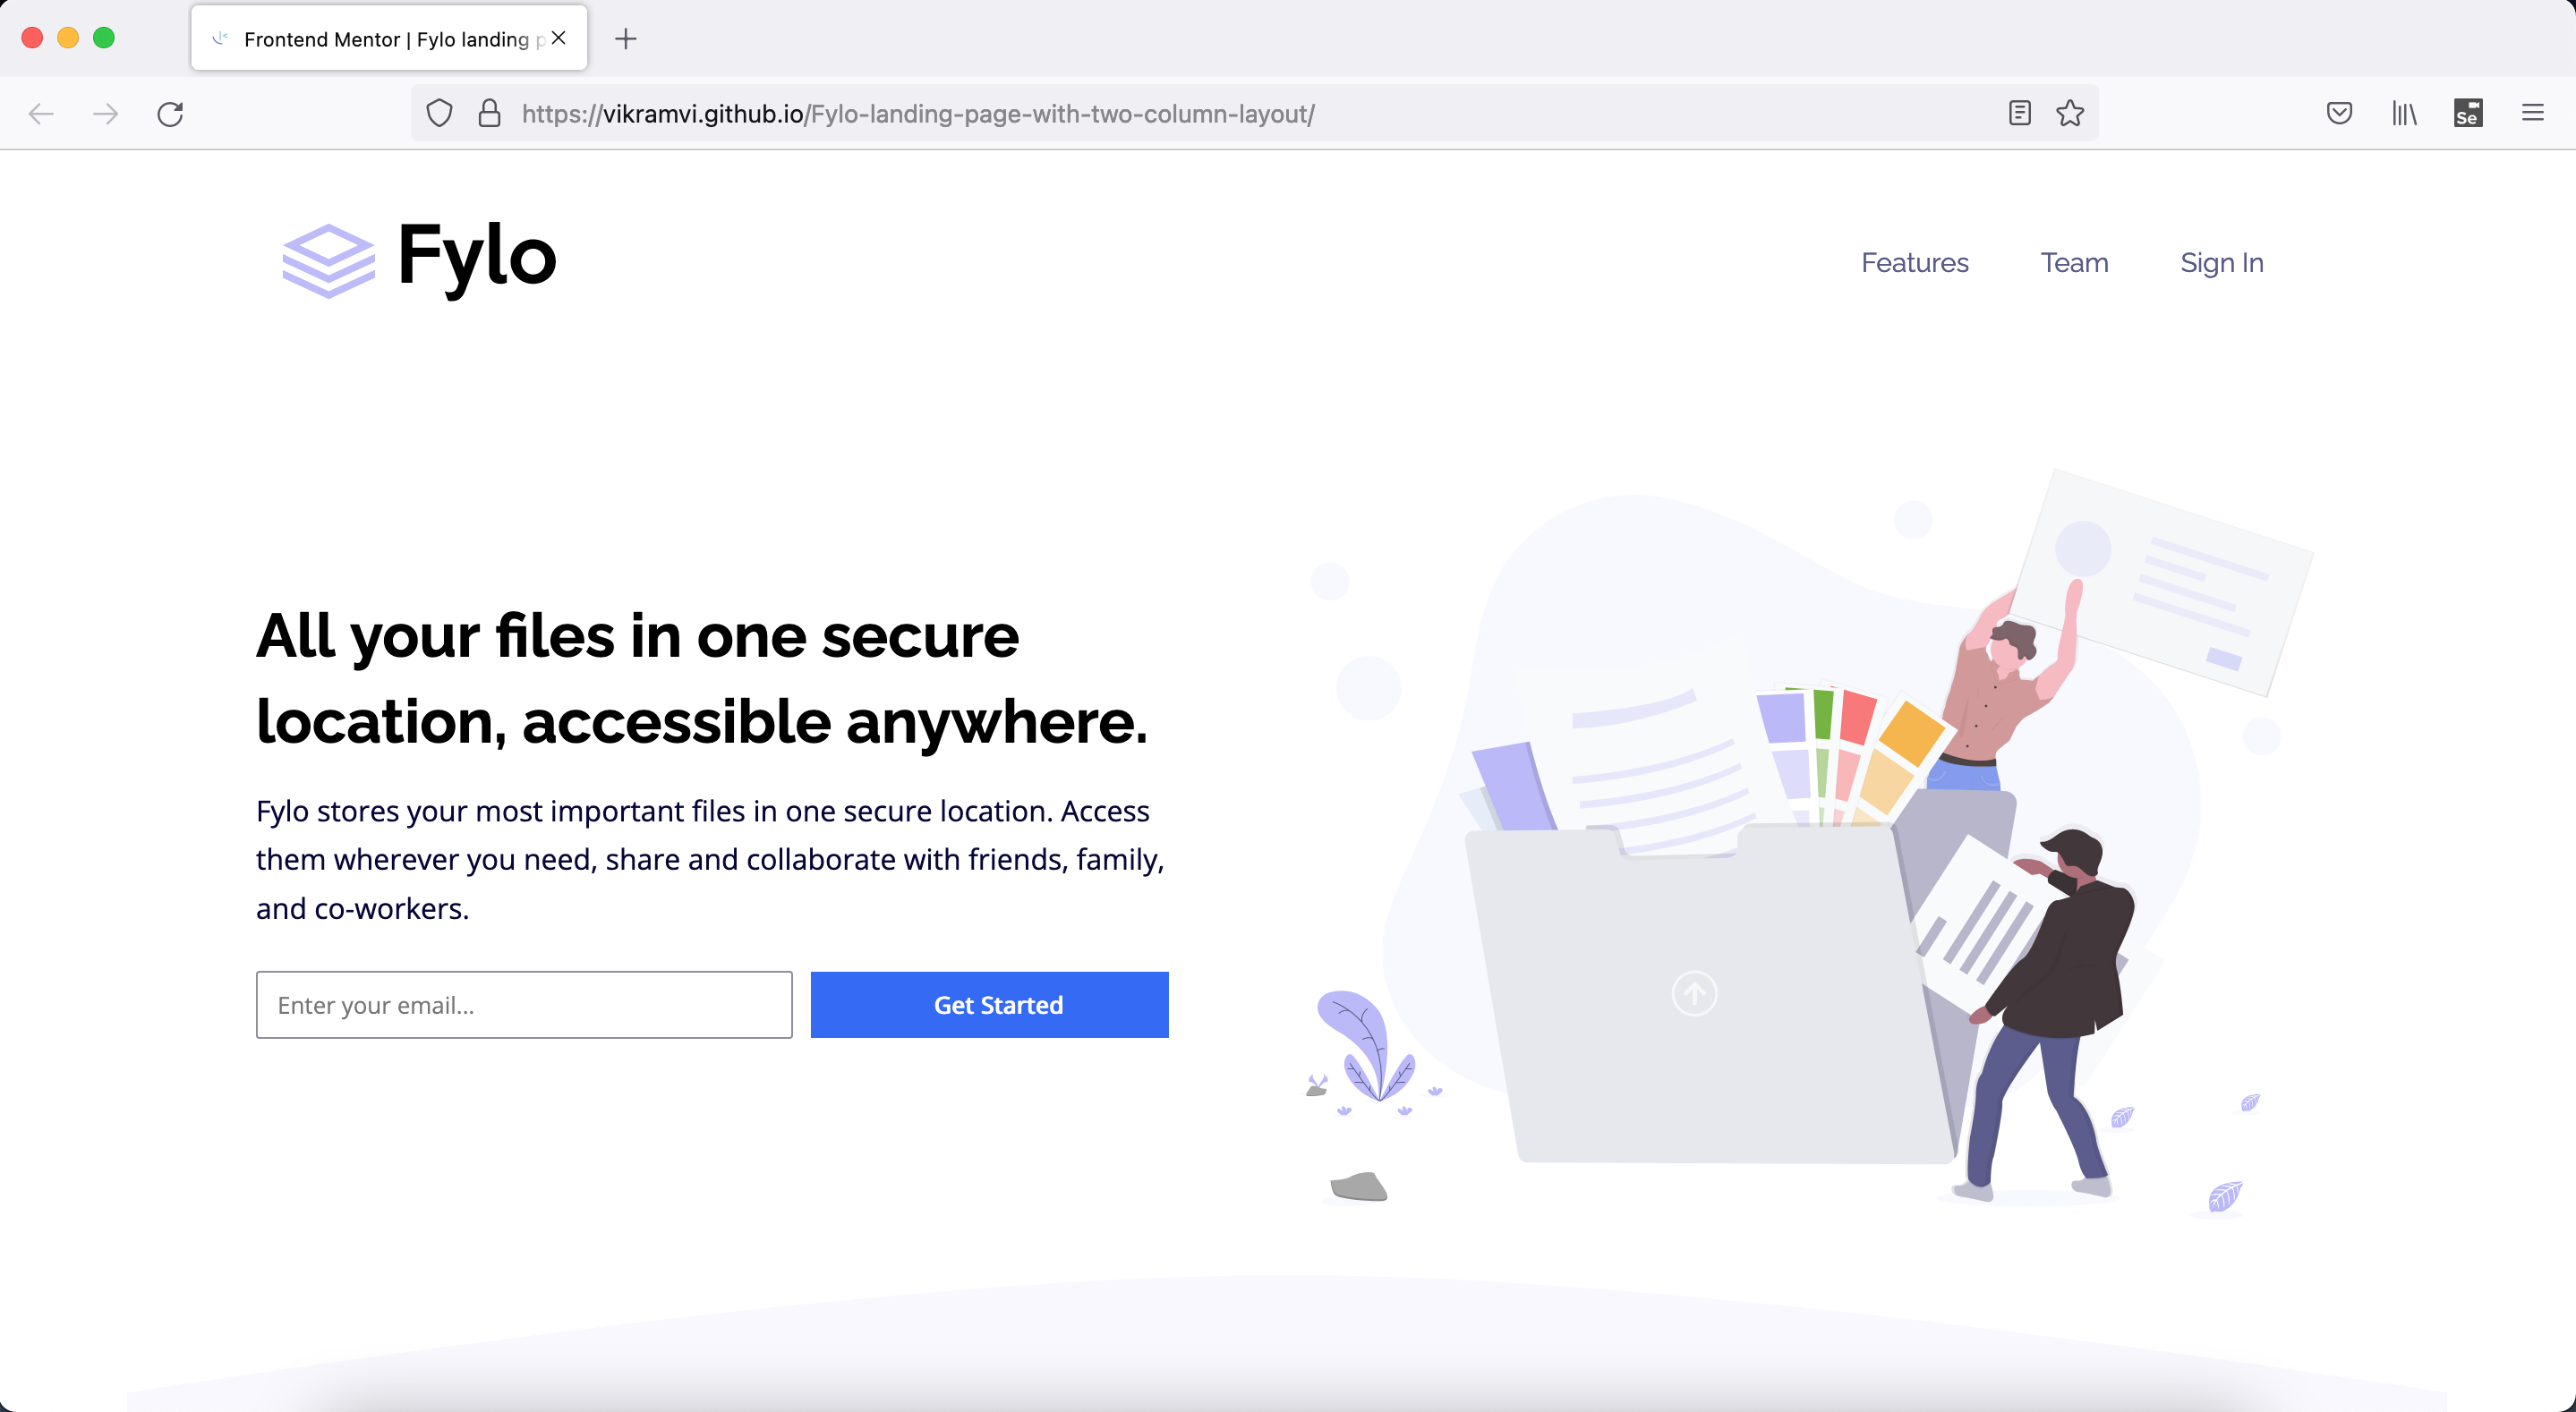 Frontend Mentor | Fylo landing p
https://vikramvi.github.io/Fylo-landing-page-with-two-column-layout/
Se
Fylo
Features
Team
Sign In
All your files in one secure
location, accessible anywhere.
Fylo stores your most important files in one secure location. Access
them wherever you need, share and collaborate with friends, family,
and co-workers.
Enter your email...
Get Started